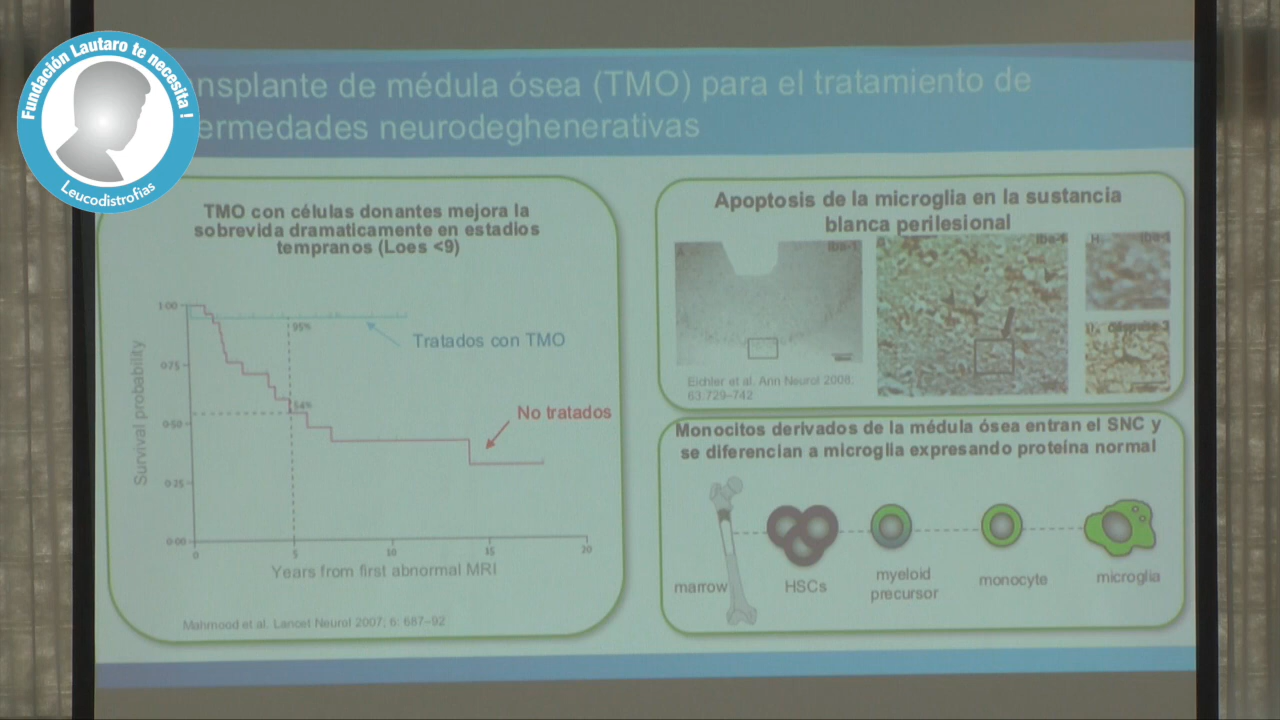 Fundación Lautaro te necesita !
Leucodistrofias
nsplante de médula ósea (TMO) para el tratamiento de
ermedades neurodeghenerativas
TMO con células donantes mejora la
sobrevida dramaticamente en estadios
tempranos (Loes <9)
1·00
0·75
0·50
0·25
0·00
Survival probability
95%
54%
Tratados con TMO
No tratados
0
5
10
15
20
Years from first abnormal MRI
Mahmood et al. Lancet Neurol 2007; 6: 687–92
Apoptosis de la microglia en la sustancia
blanca perilesional
Iba-1
Iba-1
H
Iba-1
caspase-3
Eichler et al. Ann Neurol 2008;
63:729–742
Monocitos derivados de la médula ósea entran el SNC y
se diferencian a microglia expresando proteína normal
marrow
HSCs
myeloid
precursor
monocyte
microglia